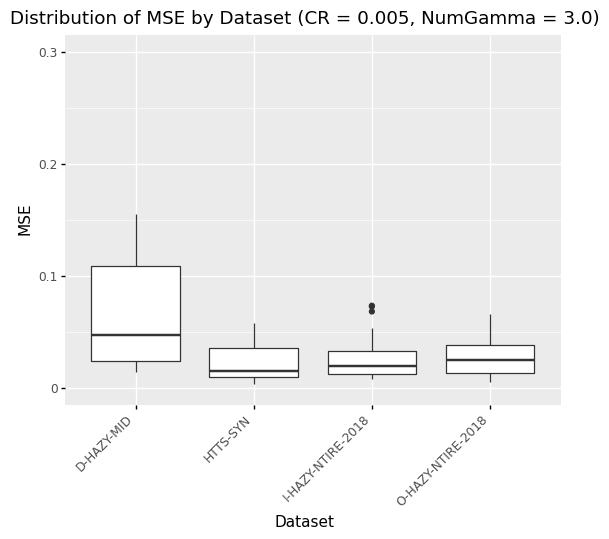 Distribution of MSE by Dataset (CR = 0.005, NumGamma = 3.0)
0.3
0.2
0.1
0
MSE
D-HAZY-MID
HTTS-SYN
I-HAZY-NTIRE-2018
O-HAZY-NTIRE-2018
Dataset